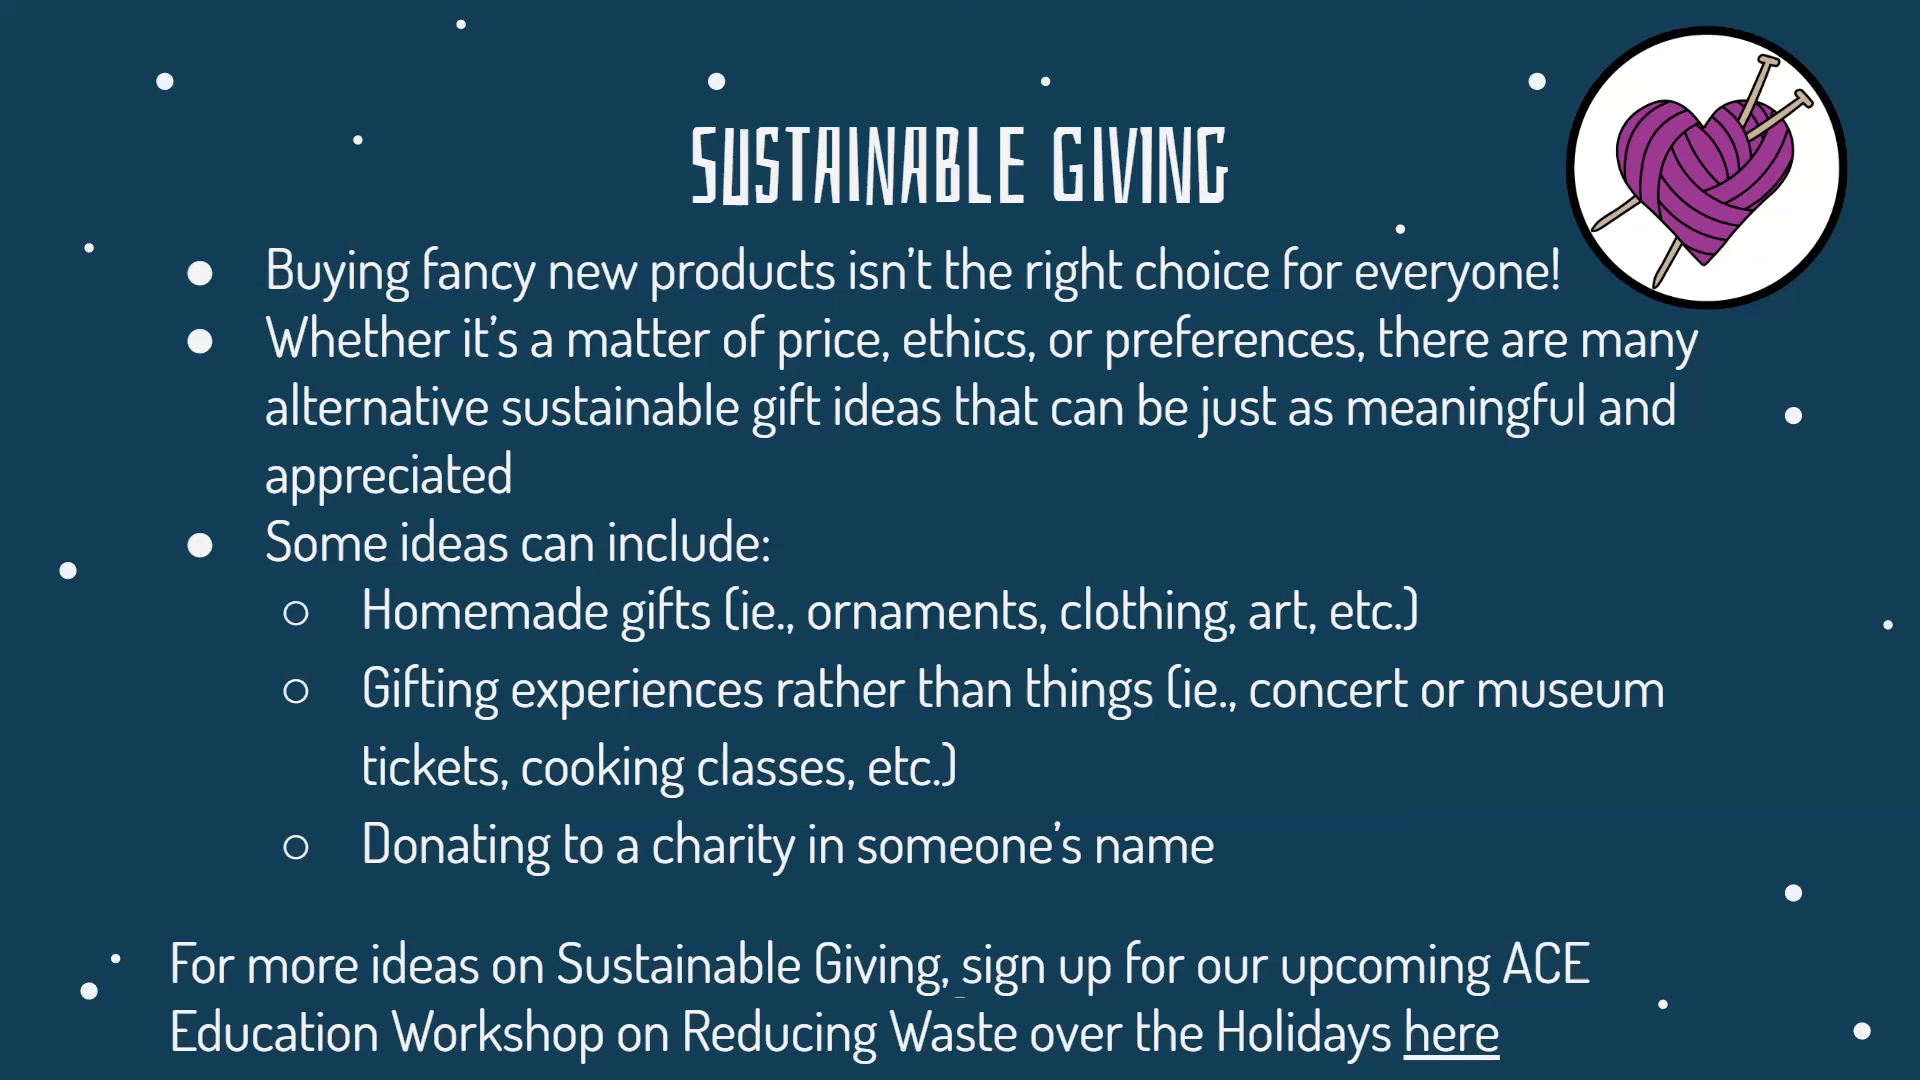 SUSTAINABLE GIVING
● Buying fancy new products isn't the right choice for everyone!
● Whether it's a matter of price, ethics, or preferences, there are many
alternative sustainable gift ideas that can be just as meaningful and
appreciated
● Some ideas can include:
○ Homemade gifts (ie., ornaments, clothing, art, etc.)
○ Gifting experiences rather than things (ie., concert or museum
tickets, cooking classes, etc.)
○ Donating to a charity in someone's name
For more ideas on Sustainable Giving, sign up for our upcoming ACE
Education Workshop on Reducing Waste over the Holidays here